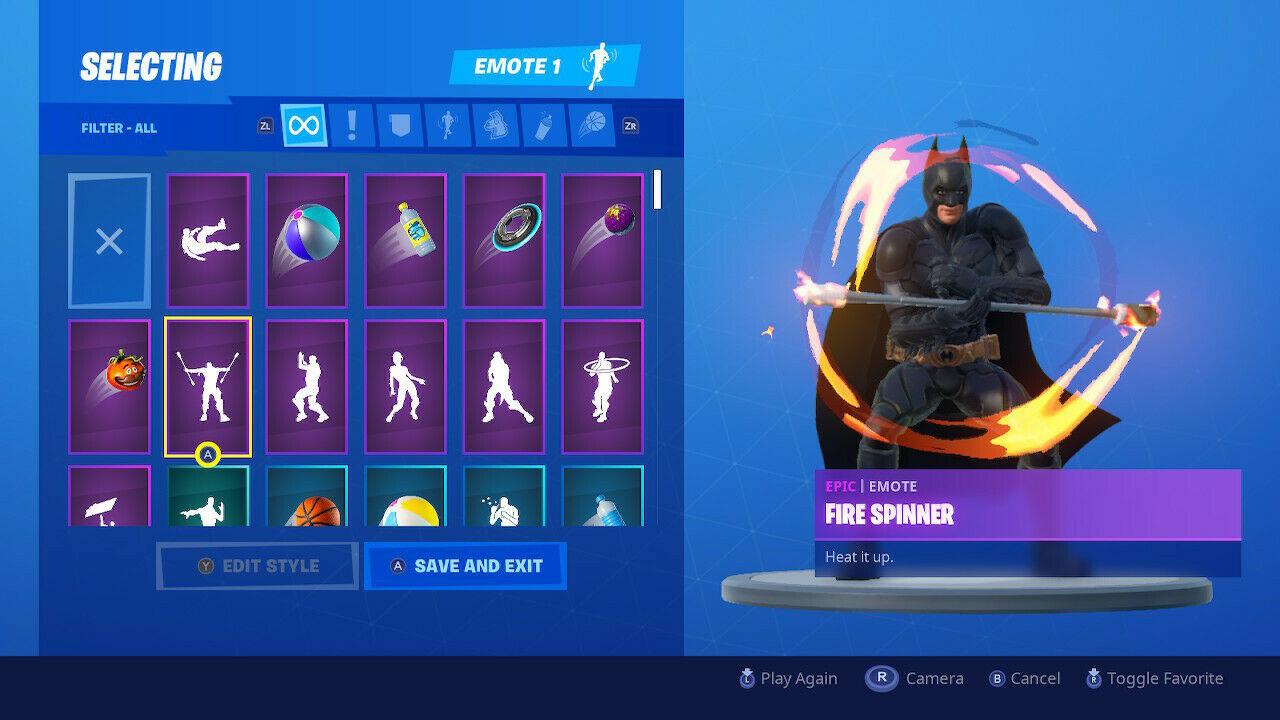 SELECTING
EMOTE 1
FILTER - ALL
ZL
ZR
A
Y EDIT STYLE
A SAVE AND EXIT
EPIC | EMOTE
FIRE SPINNER
Heat it up.
L Play Again
R Camera
B Cancel
R Toggle Favorite